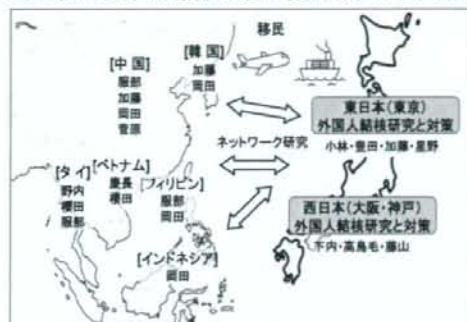 移民
[韓国]
加藤
岡田
[中国]
服部
加藤
岡田
菅原
東日本(東京)
外国人結核研究と対策
小林・豊田・加藤・星野
ネットワーク研究
[タイ]
野内
櫻田
服部
[ベトナム]
慶長
櫻田
[フィリピン]
服部
岡田
西日本(大阪・神戸)
外国人結核研究と対策
下内・高鳥毛・藤山
[インドネシア]
岡田